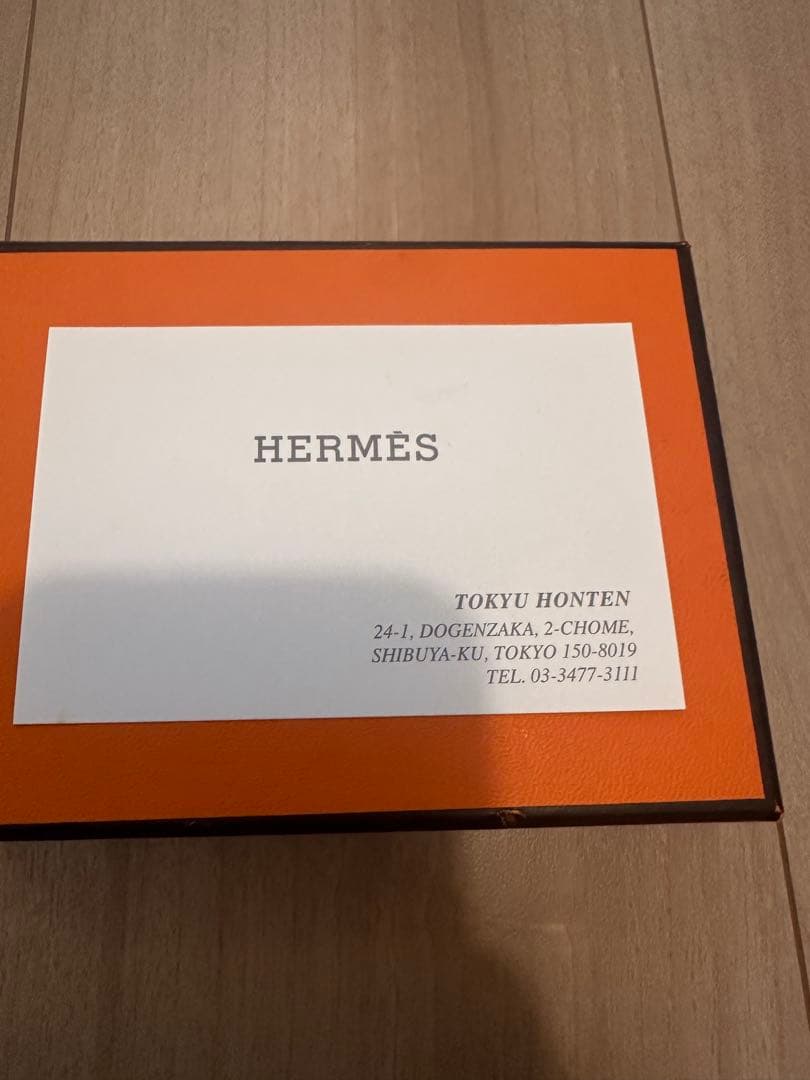 HERMÈS
TOKYU HONTEN
24-1, DOGENZAKA, 2-CHOME,
SHIBUYA-KU, TOKYO 150-8019
TEL. 03-3477-3111